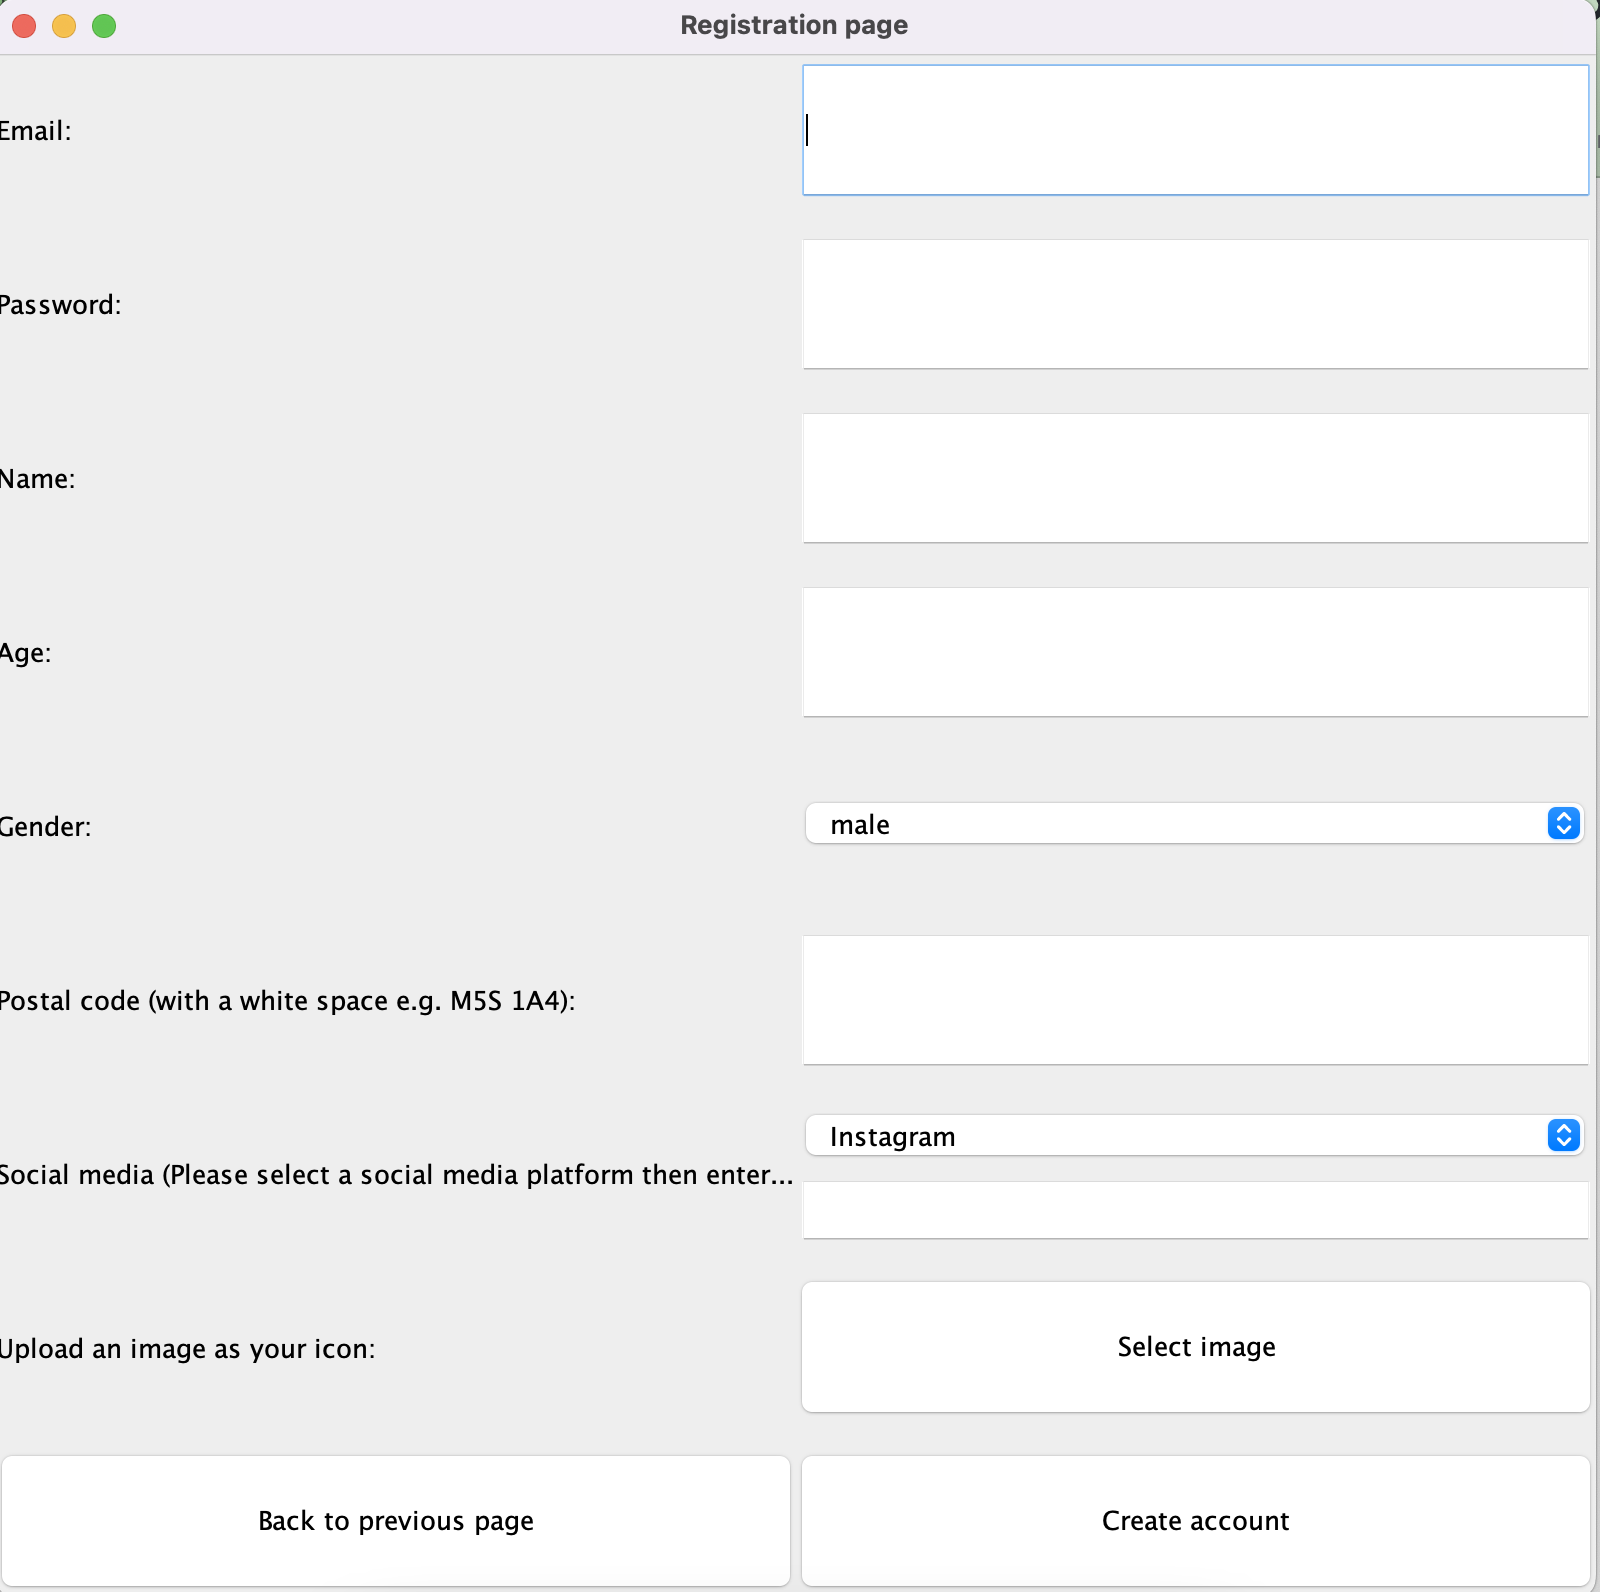 Registration page
Email:
Password:
Name:
Age:
Gender:
male
Postal code (with a white space e.g. M5S 1A4):
Instagram
Social media (Please select a social media platform then enter...
Upload an image as your icon:
Select image
Back to previous page
Create account